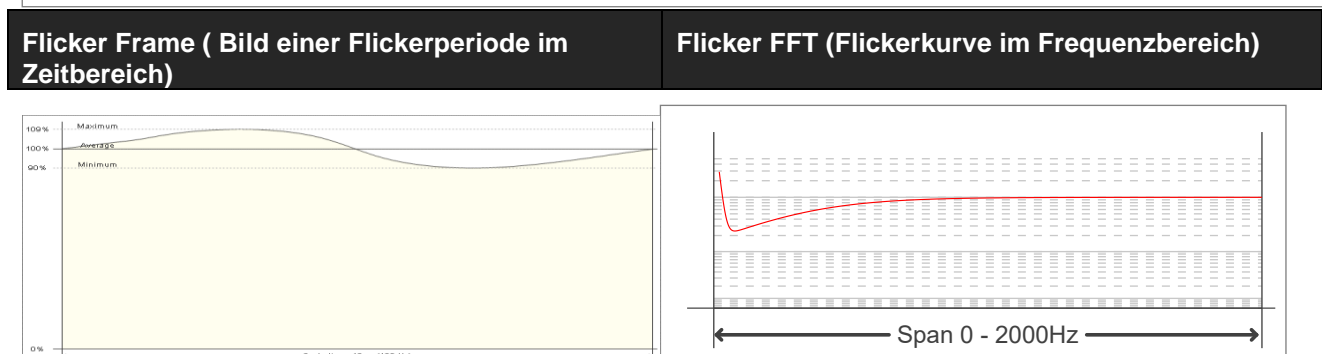 Flicker Frame ( Bild einer Flickerperiode im
Zeitbereich)
Flicker FFT (Flickerkurve im Frequenzbereich)
109%
Maximum
100%
Average
90%
Minimum
0%
Span 0 - 2000Hz